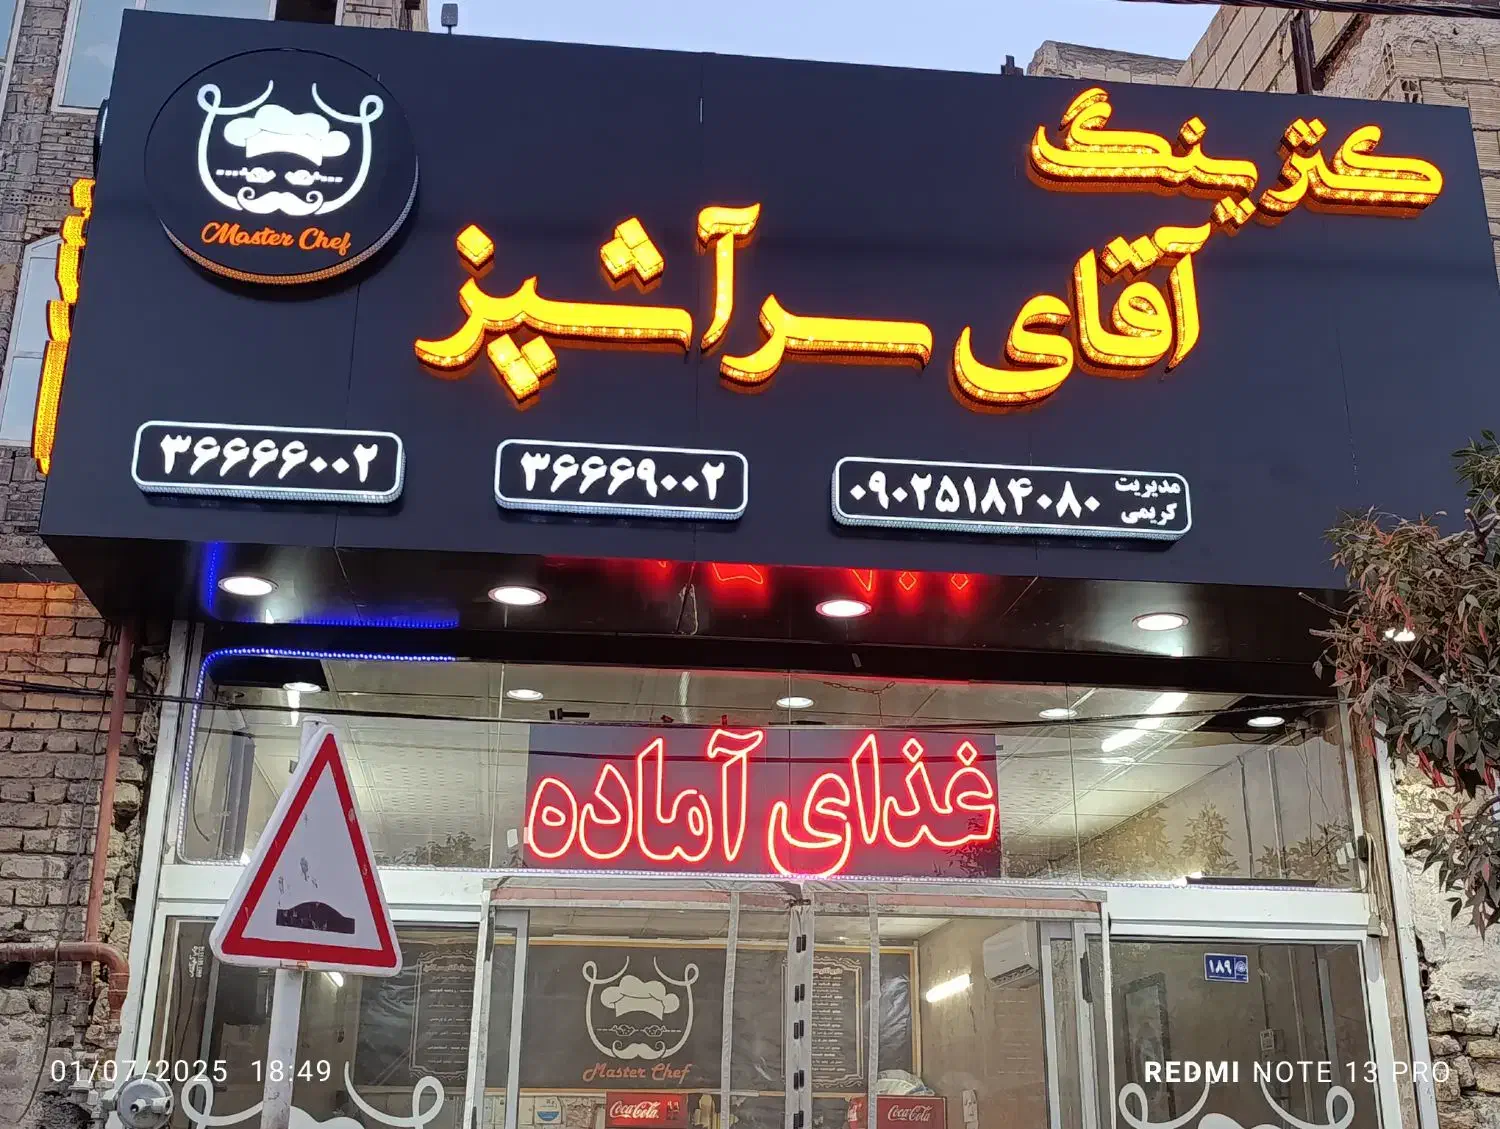 کترینگ
آقای سرآشپز
Master Chef
۳۶۶۶۶۰۰۲
۳۶۶۶۹۰۰۲
مدیریت
کریمی
۰۹۰۲۵۱۸۴۰۸۰
غذای آماده
۱۸۹
Master Chef
Coca-Cola
Coca-Cola
01/07/2025 18:49
REDMI NOTE 13 PRO